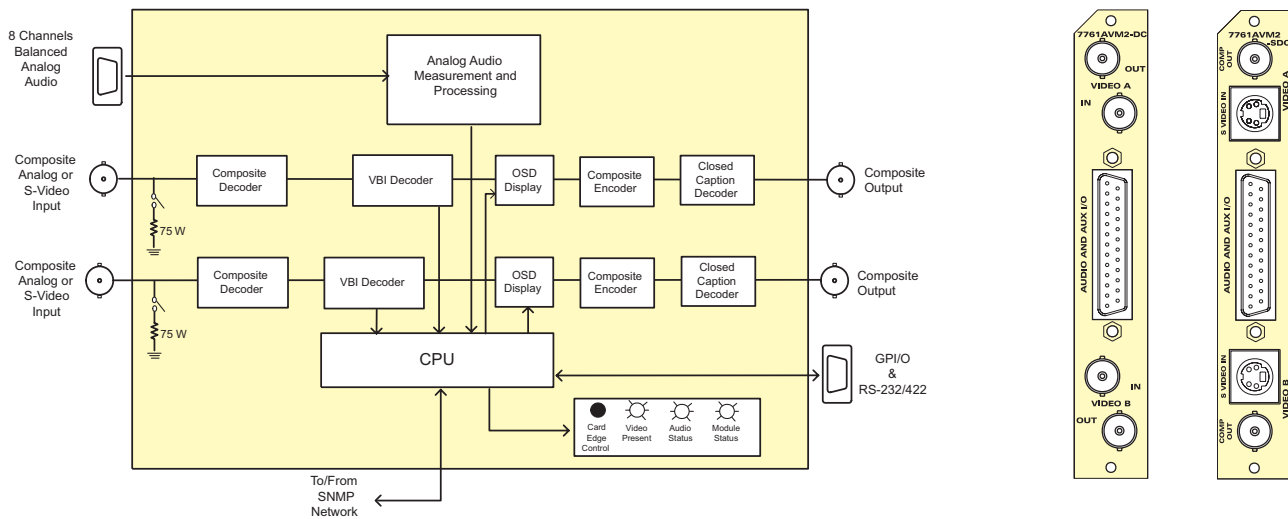 8 Channels
Balanced
Analog
Audio
Analog Audio
Measurement and
Processing
Composite
Analog or
S-Video
Input
75 W
Composite
Decoder
VBI Decoder
OSD
Display
Composite
Encoder
Closed
Caption
Decoder
Composite
Output
Composite
Analog or
S-Video
Input
75 W
Composite
Decoder
VBI Decoder
OSD
Display
Composite
Encoder
Closed
Caption
Decoder
Composite
Output
CPU
GPI/O
&
RS-232/422
Card
Edge
Control
Video
Present
Audio
Status
Module
Status
To/From
SNMP
Network
7761AVM2-DC
OUT
VIDEO A
IN
AUDIO AND AUX I/O
IN
VIDEO B
OUT
7761AVM2
-SDC
COMP
OUT
S VIDEO IN
VIDEO A
AUDIO AND AUX I/O
S VIDEO IN
VIDEO B
COMP
OUT